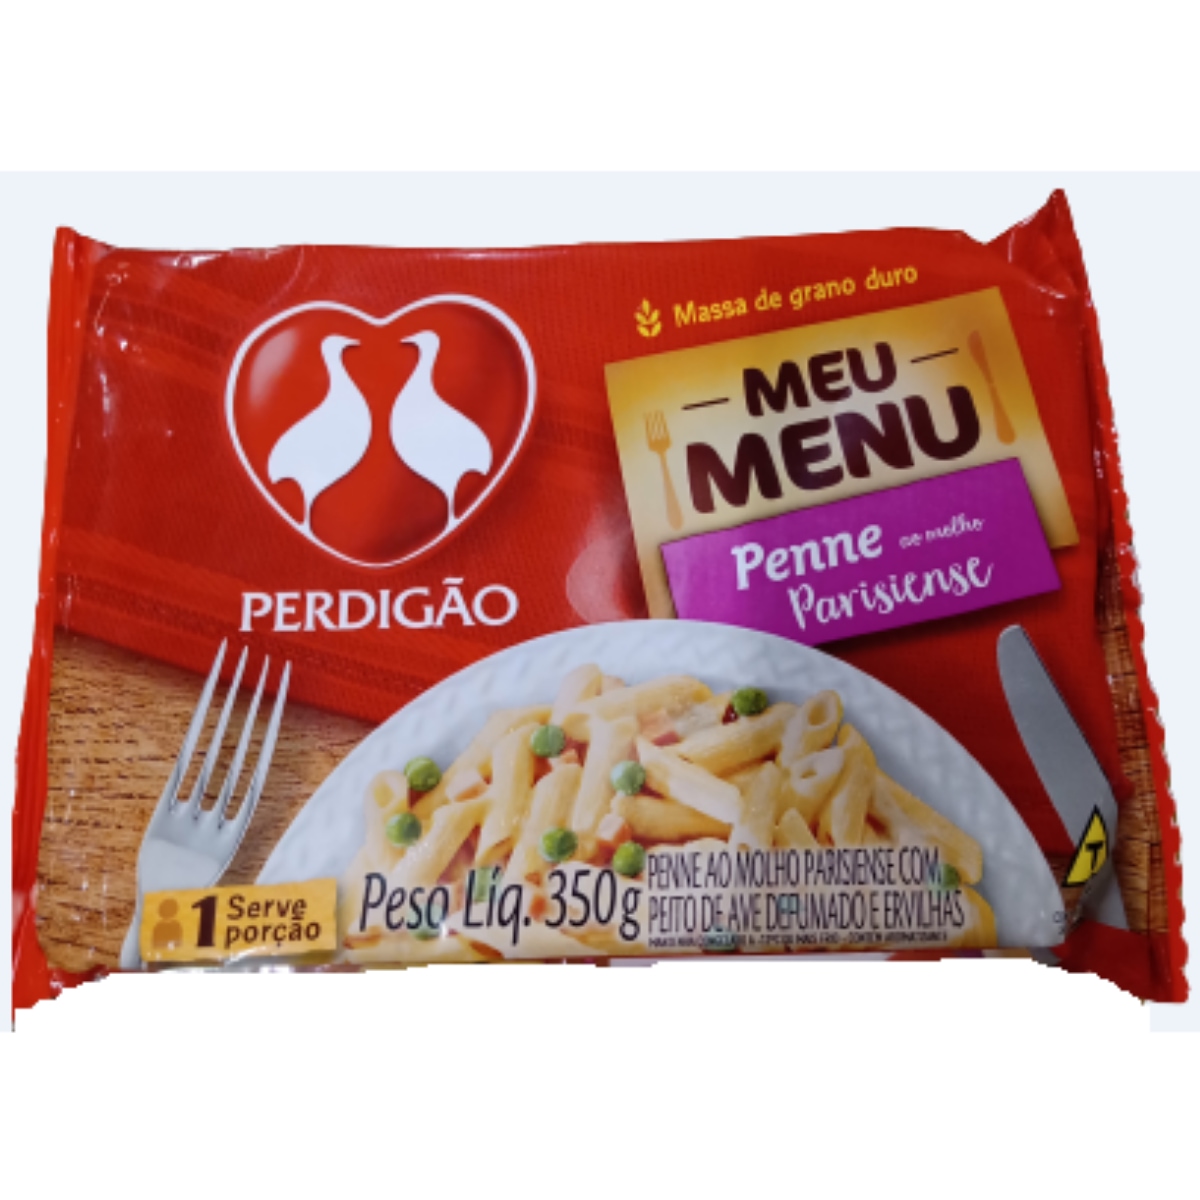 Massa de grano duro
MEU
MENU
Penne ao molho
Parisiense
PERDIGÃO
T
1 Serve
porção
Peso Líq. 350g
PENNE AO MOLHO PARISIENSE COM
PEITO DE AVE DEFUMADO E ERVILHAS